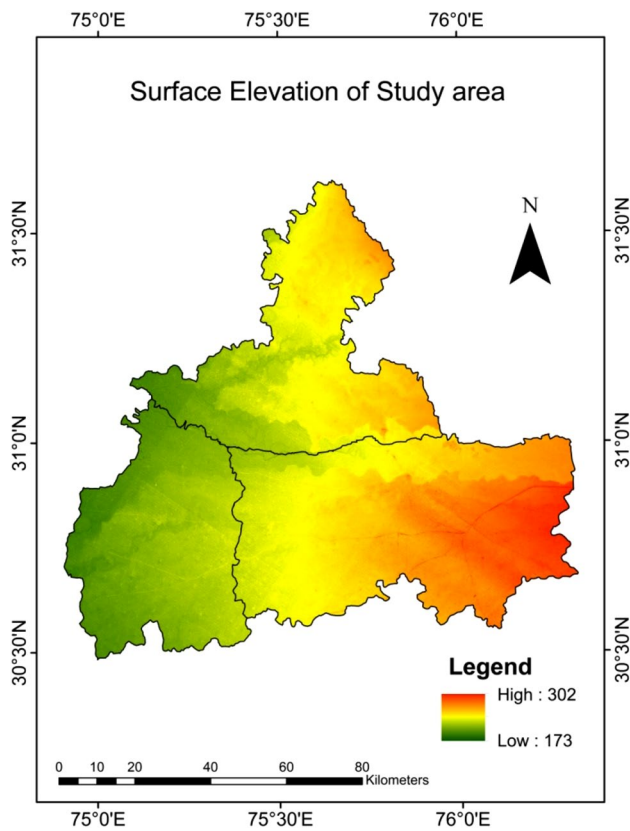 75°0'E 75°30'E 76°0'E
Surface Elevation of Study area
N
31°30'N 31°30'N
31°0'N 31°0'N
30°30'N 30°30'N
Legend
High : 302
Low : 173
0 10 20 40 60 80
Kilometers
75°0'E 75°30'E 76°0'E